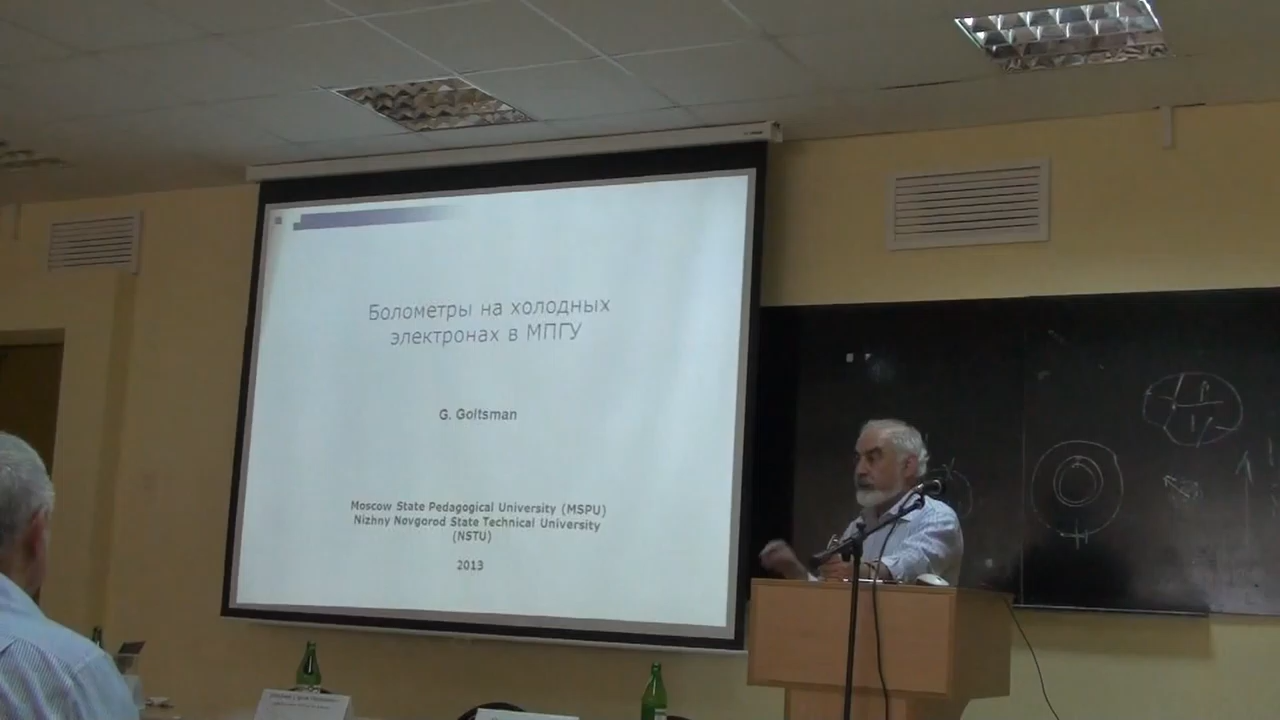 Болометры на холодных
электронах в МПГУ
G. Goltsman
Moscow State Pedagogical University (MSPU)
Nizhny Novgorod State Technical University
(NSTU)
2013